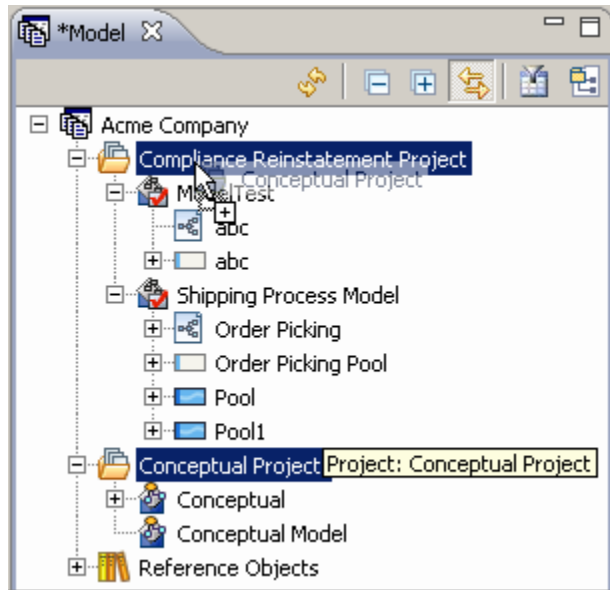 *Model
Acme Company
Compliance Reinstatement Project
Conceptual Project
ModelTest
abc
abc
Shipping Process Model
Order Picking
Order Picking Pool
Pool
Pool1
Conceptual Project Project: Conceptual Project
Conceptual
Conceptual Model
Reference Objects